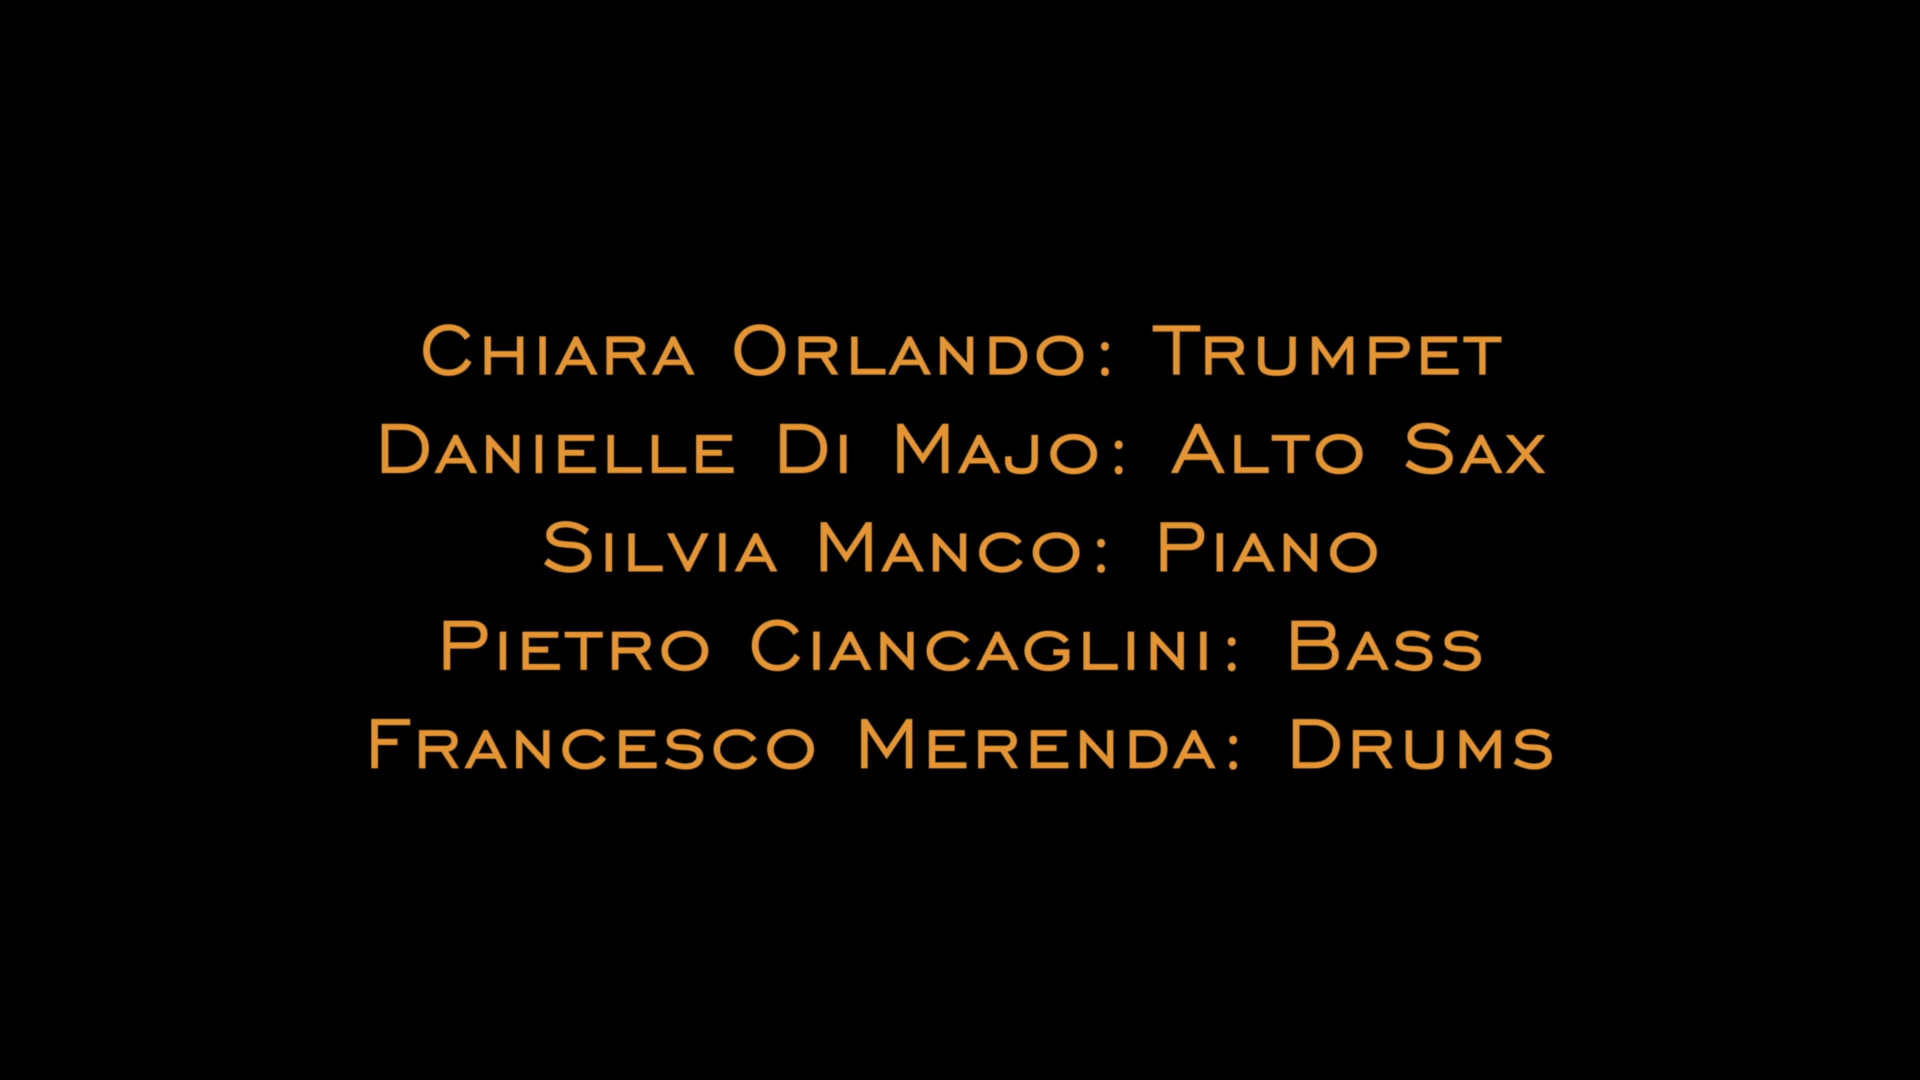 Chiara Orlando: Trumpet
Danielle Di Majo: Alto Sax
Silvia Manco: Piano
Pietro Ciancaglini: Bass
Francesco Merenda: Drums